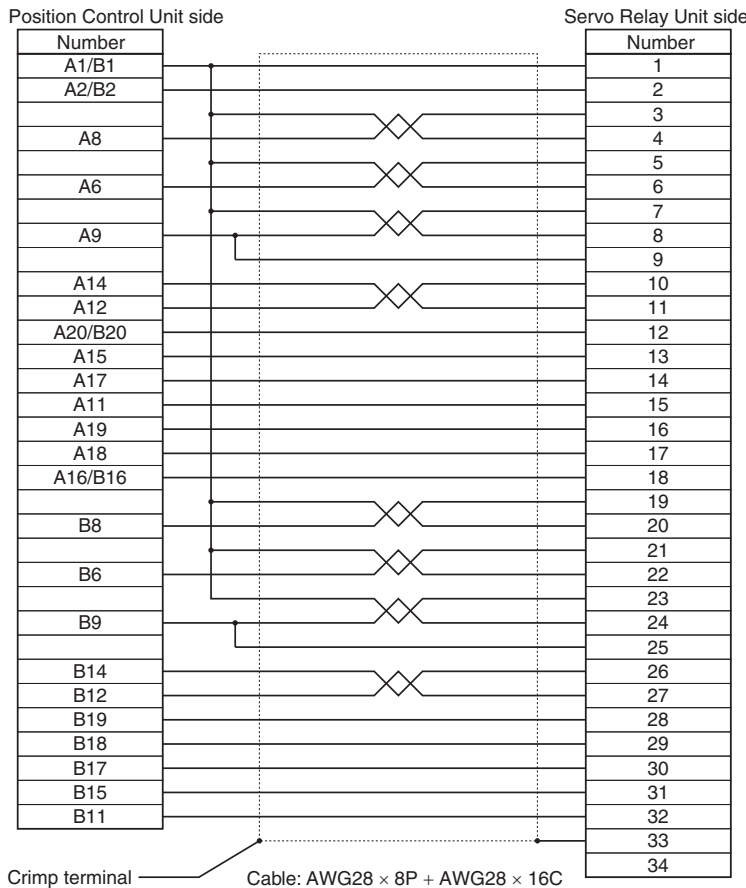 Position Control Unit side Servo Relay Unit side
Number Number
A1/B1 1
A2/B2 2
3
A8 4
5
A6 6
7
A9 8
9
A14 10
A12 11
A20/B20 12
A15 13
A17 14
A11 15
A19 16
A18 17
A16/B16 18
19
B8 20
21
B6 22
23
B9 24
25
B14 26
B12 27
B19 28
B18 29
B17 30
B15 31
B11 32
33
34
Crimp terminal Cable: AWG28 × 8P + AWG28 × 16C